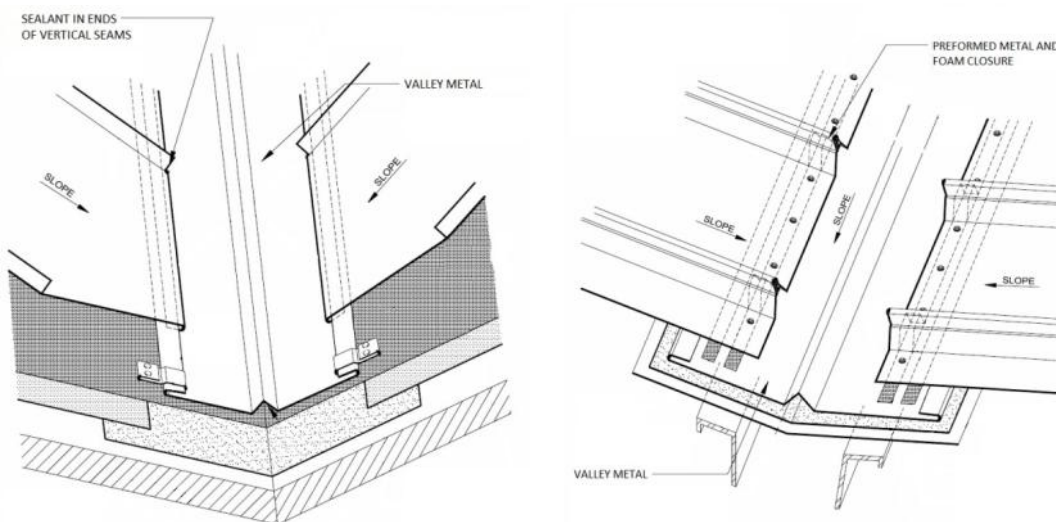 SEALANT IN ENDS
OF VERTICAL SEAMS
VALLEY METAL
SLOPE
SLOPE
PREFORMED METAL AND
FOAM CLOSURE
SLOPE
SLOPE
SLOPE
VALLEY METAL